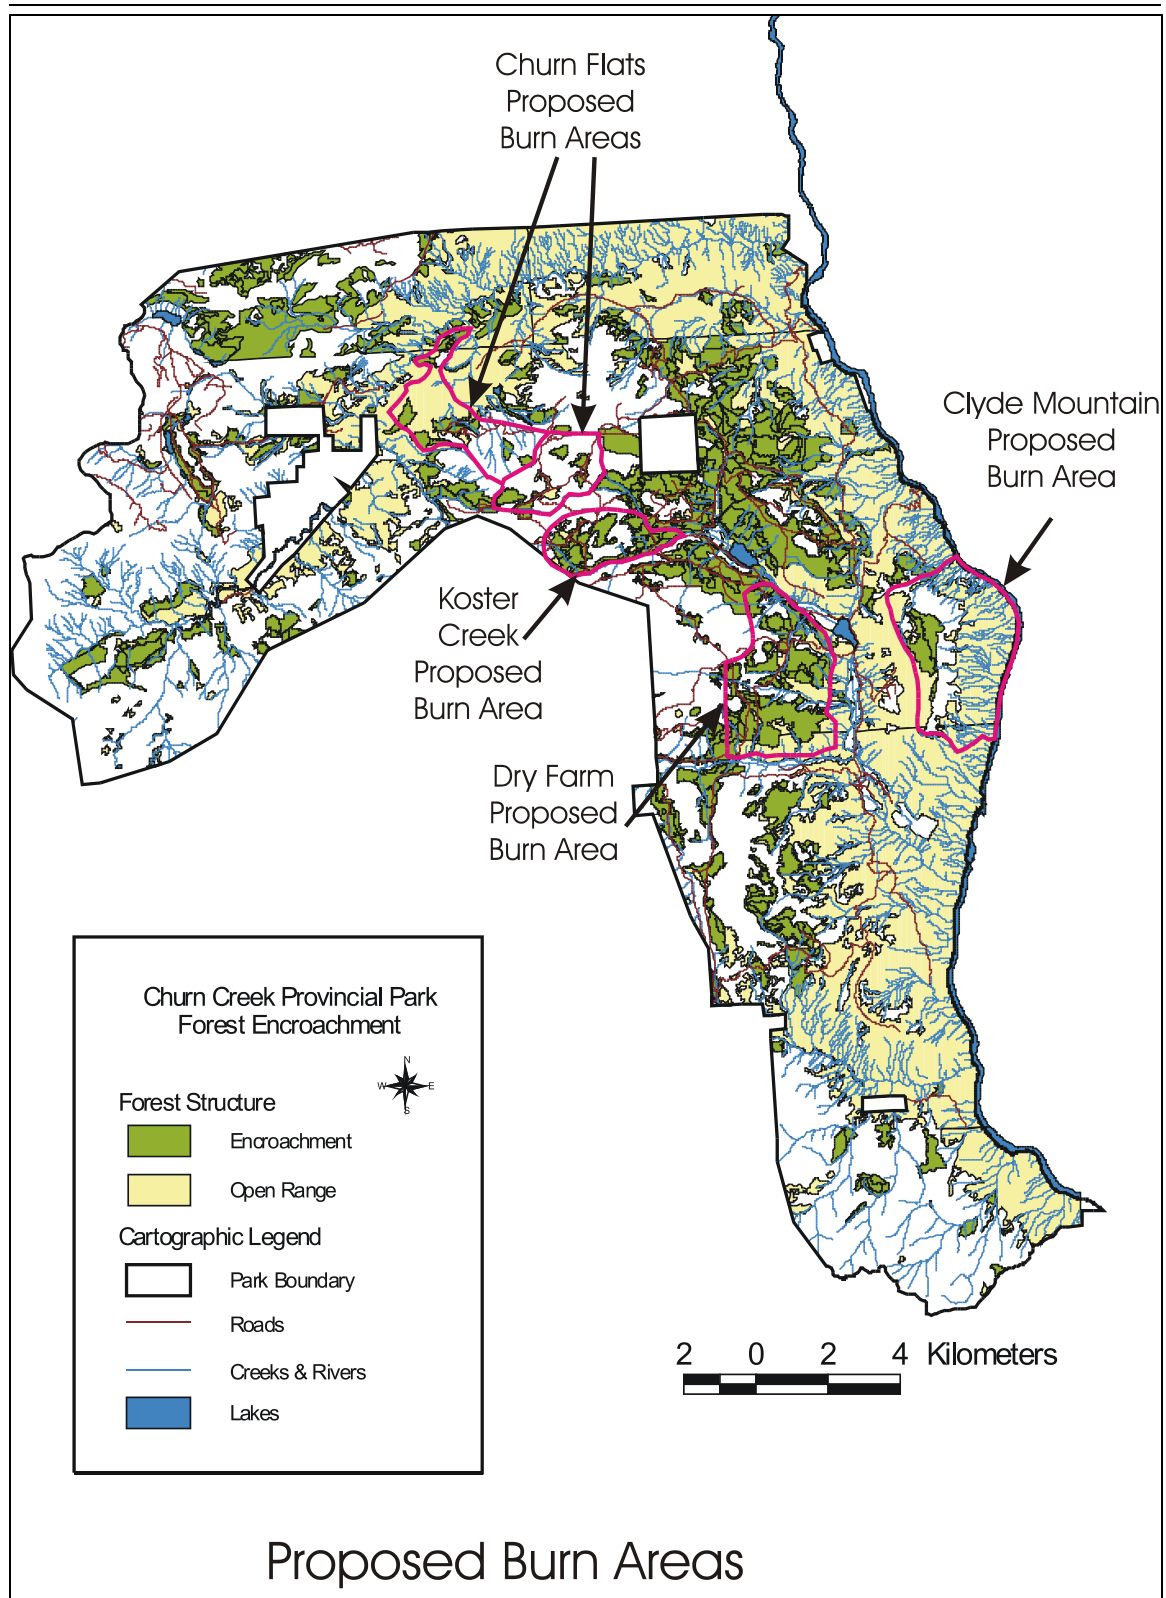 Churn Flats
Proposed
Burn Areas
Clyde Mountain
Proposed
Burn Area
Koster
Creek
Proposed
Burn Area
Dry Farm
Proposed
Burn Area
Churn Creek Provincial Park
Forest Encroachment
N
W E
S
Forest Structure
Encroachment
Open Range
Cartographic Legend
Park Boundary
Roads
Creeks & Rivers
Lakes
2 0 2 4 Kilometers
Proposed Burn Areas